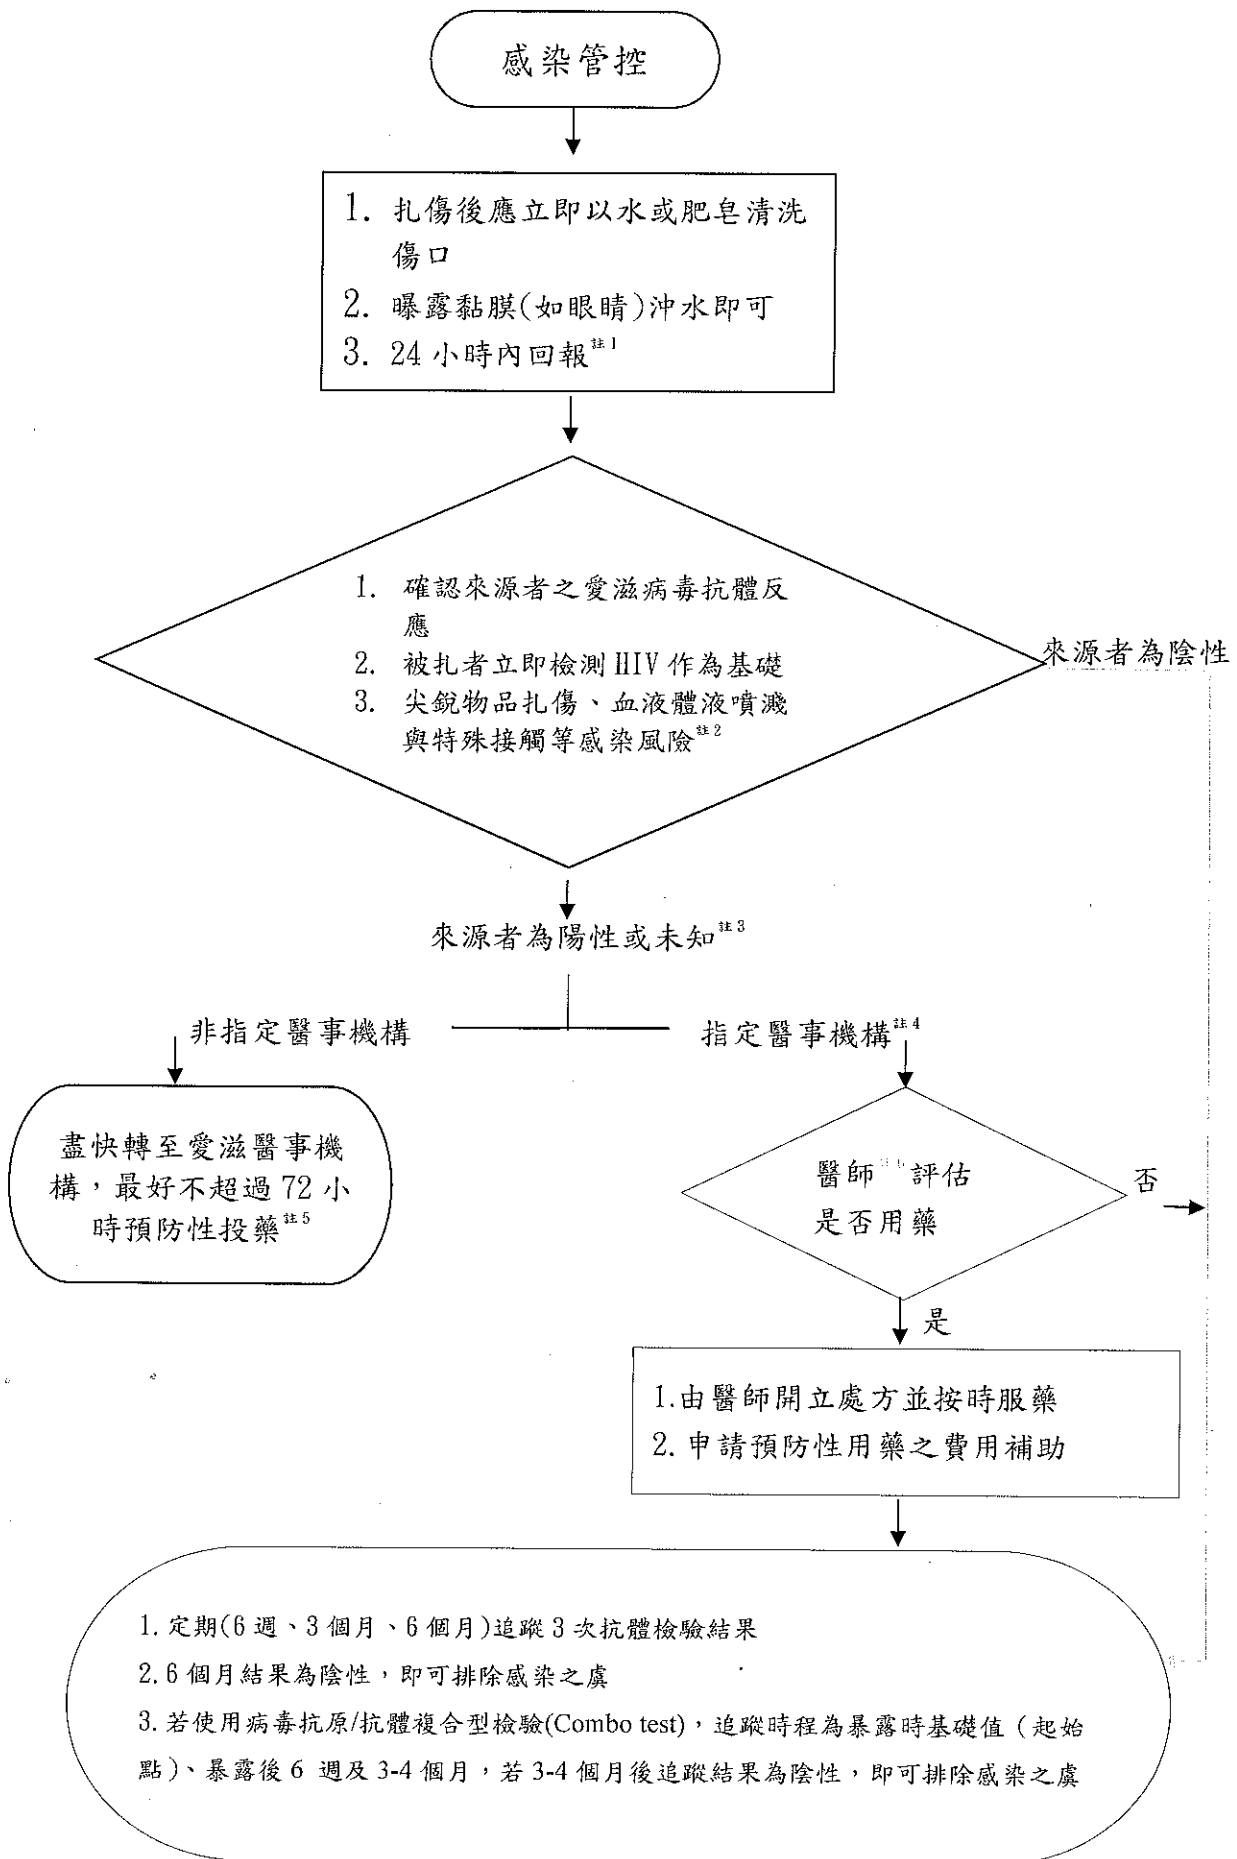 感染管控
1. 扎傷後應立即以水或肥皂清洗
傷口
2. 曝露黏膜(如眼睛)沖水即可
3. 24 小時內回報註1
1. 確認來源者之愛滋病毒抗體反
應
2. 被扎者立即檢測 HIV 作為基礎
3. 尖銳物品扎傷、血液體液噴濺
與特殊接觸等感染風險註2
來源者為陰性
來源者為陽性或未知註3
非指定醫事機構
指定醫事機構註4
盡快轉至愛滋醫事機
構，最好不超過 72 小
時預防性投藥註5
醫師 評估
是否用藥
否
是
1.由醫師開立處方並按時服藥
2.申請預防性用藥之費用補助
1.定期(6 週、3 個月、6 個月)追蹤 3 次抗體檢驗結果
2.6 個月結果為陰性，即可排除感染之虞
3.若使用病毒抗原/抗體複合型檢驗(Combo test)，追蹤時程為暴露時基礎值（起始
點）、暴露後 6 週及 3-4 個月，若 3-4 個月後追蹤結果為陰性，即可排除感染之虞